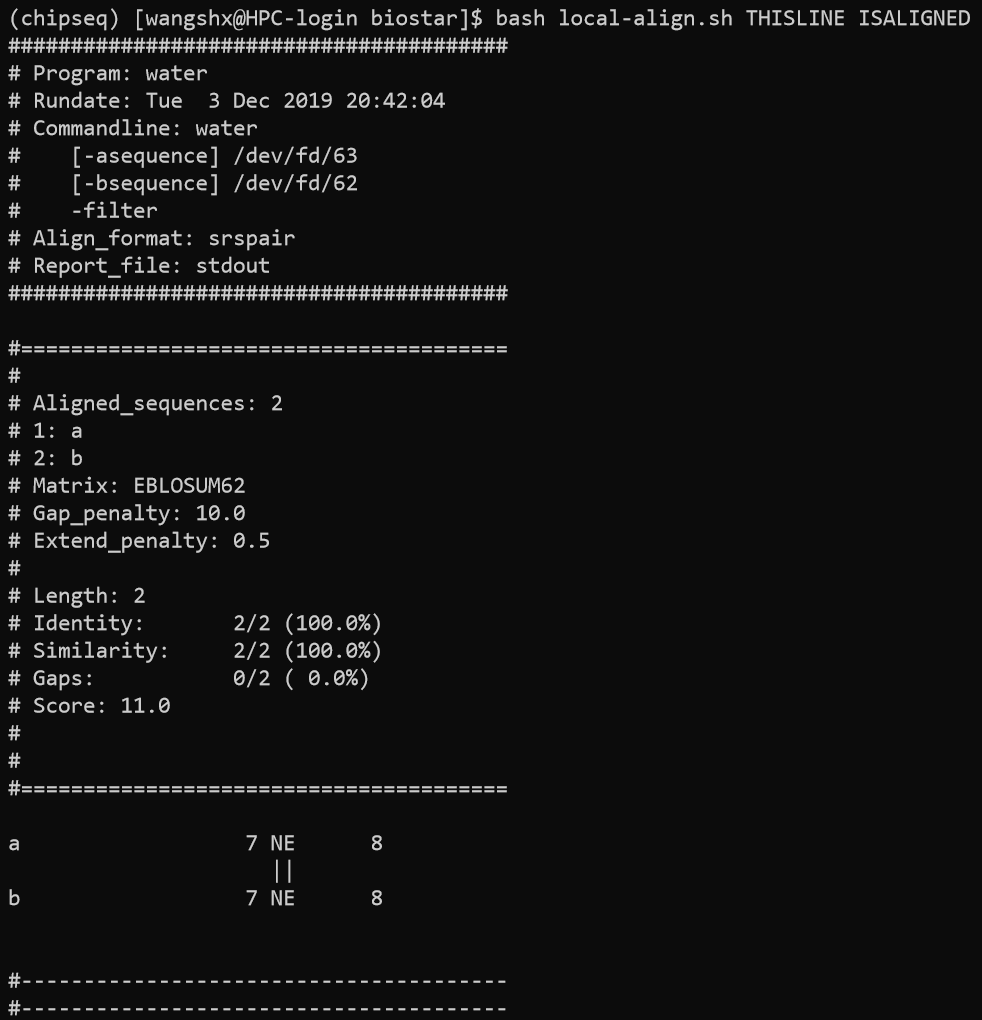 (chipseq) [wangshx@HPC-login biostar]$ bash local-align.sh THISLINE ISALIGNED
########################################
# Program: water
# Rundate: Tue  3 Dec 2019 20:42:04
# Commandline: water
#    [-asequence] /dev/fd/63
#    [-bsequence] /dev/fd/62
#    -filter
# Align_format: srspair
# Report_file: stdout
########################################

#=======================================
#
# Aligned_sequences: 2
# 1: a
# 2: b
# Matrix: EBLOSUM62
# Gap_penalty: 10.0
# Extend_penalty: 0.5
#
# Length: 2
# Identity:       2/2 (100.0%)
# Similarity:     2/2 (100.0%)
# Gaps:           0/2 ( 0.0%)
# Score: 11.0
#
#
#=======================================

a                  7 NE      8
                     ||
b                  7 NE      8


#---------------------------------------
#---------------------------------------